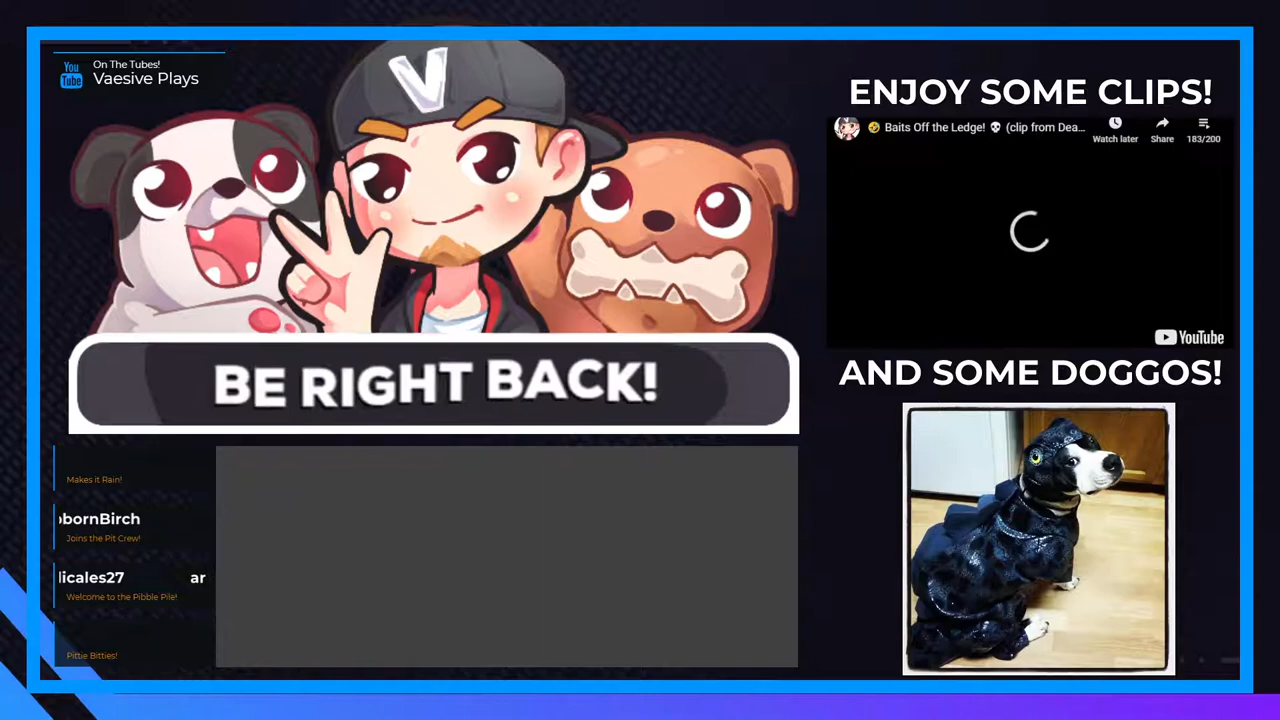 You
Tube
On The Tubes!
Vaesive Plays
V
BE RIGHT BACK!
Makes it Rain!
bornBirch
Joins the Pit Crew!
licales27 ar
Welcome to the Pibble Pile!
Pittie Bitties!
ENJOY SOME CLIPS!
🤣 Baits Off the Ledge! 💀 (clip from Dea...
Watch later
Share
183/200
YouTube
AND SOME DOGGOS!